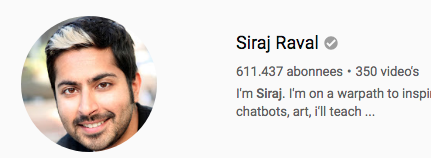 Siraj Raval
611.437 abonnees • 350 video's
I'm Siraj. I'm on a warpath to inspi
chatbots, art, i'll teach ...